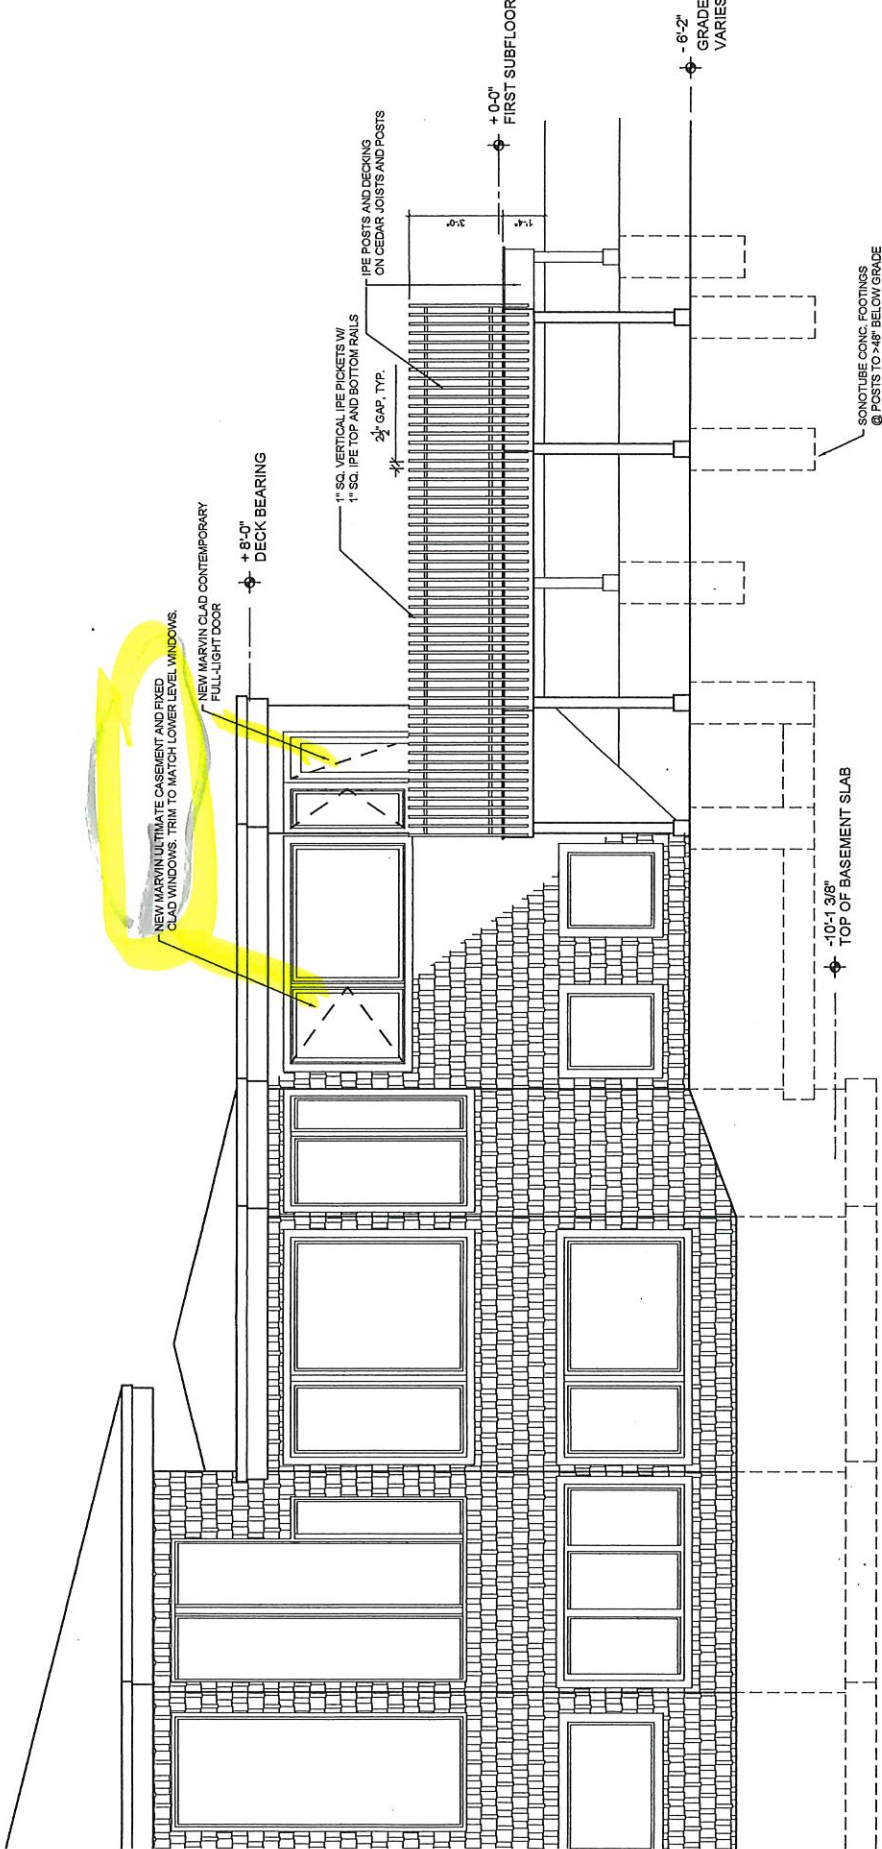 NEW MARVIN ULTIMATE CASEMENT AND FIXED
CLAD WINDOWS. TRIM TO MATCH LOWER LEVEL WINDOWS.
NEW MARVIN CLAD CONTEMPORARY
FULL-LIGHT DOOR
+ 8'-0"
DECK BEARING
1" SQ. VERTICAL IPE PICKETS W/
1" SQ. IPE TOP AND BOTTOM RAILS
2½" GAP, TYP.
IPE POSTS AND DECKING
ON CEDAR JOISTS AND POSTS
3'-0"
1'-4"
+ 0-0"
FIRST SUBFLOOR
- 6'-2"
GRADE
VARIES
-10'-1 3/8"
TOP OF BASEMENT SLAB
SONOTUBE CONC. FOOTINGS
@ POSTS TO >48" BELOW GRADE